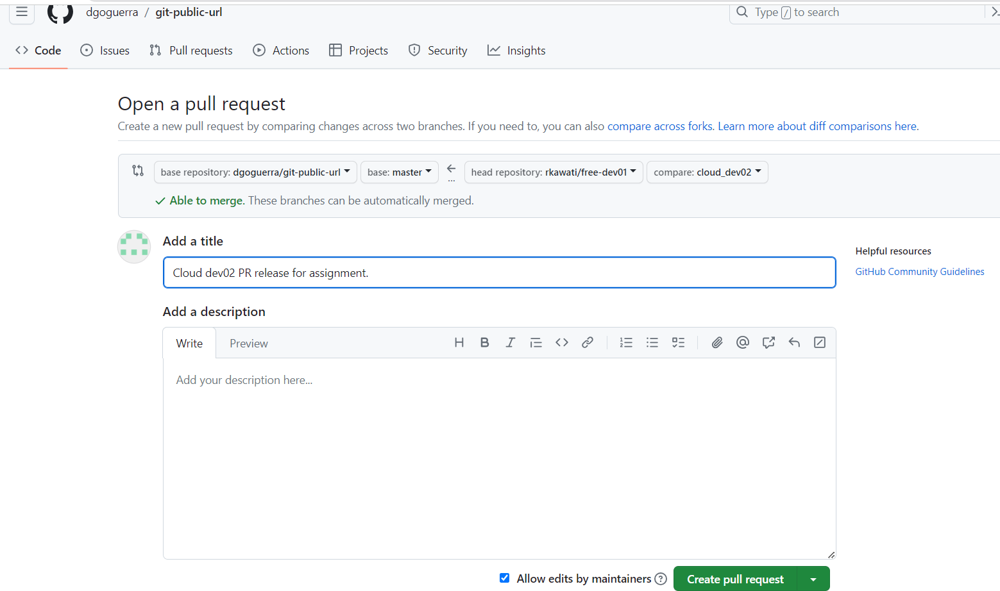 dgoguerra / git-public-url
Type / to search
Code Issues Pull requests Actions Projects Security Insights
Open a pull request
Create a new pull request by comparing changes across two branches. If you need to, you can also compare across forks. Learn more about diff comparisons here.
base repository: dgoguerra/git-public-url base: master ... head repository: rkawati/free-dev01 compare: cloud_dev02
Able to merge. These branches can be automatically merged.
Add a title
Cloud dev02 PR release for assignment.
Helpful resources
GitHub Community Guidelines
Add a description
Write Preview H B I
Add your description here...
Allow edits by maintainers ? Create pull request